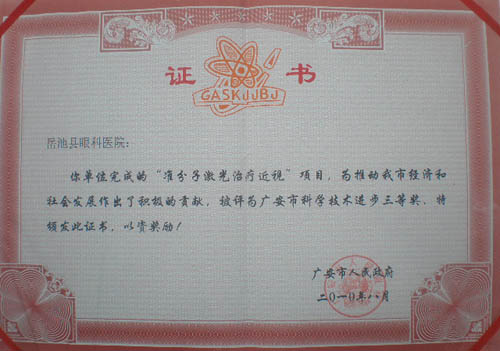 证 书
GASKJJBJ
岳池县眼科医院：
你单位完成的“准分子激光治疗近视”项目，为推动我市经济和
社会发展作出了积极的贡献，被评为广安市科学技术进步三等奖、特
颁发此证书，以资奖励！
广安市人民政府
二〇一〇年八月